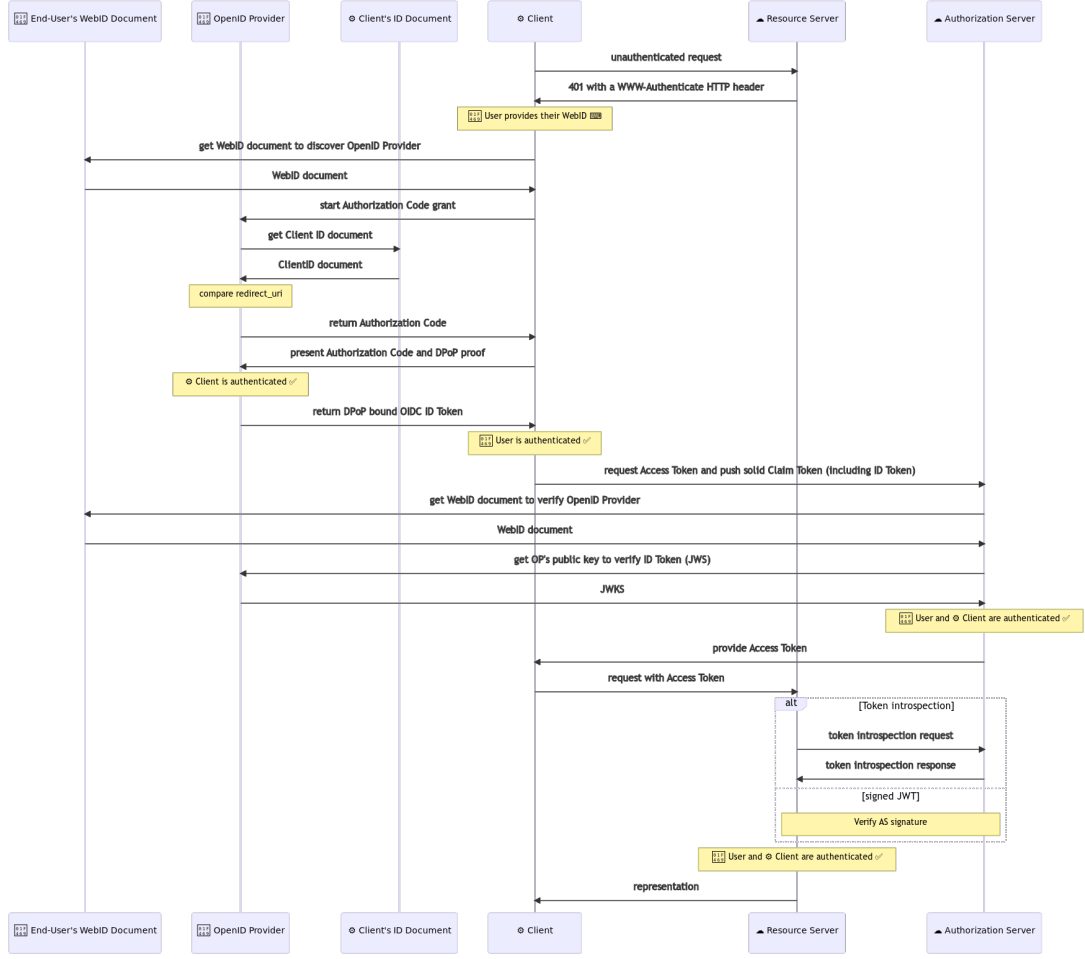 End-User's WebID Document
OpenID Provider
⚙ Client's ID Document
⚙ Client
☁ Resource Server
☁ Authorization Server
unauthenticated request
401 with a WWW-Authenticate HTTP header
User provides their WebID ⌨
get WebID document to discover OpenID Provider
WebID document
start Authorization Code grant
get Client ID document
ClientID document
compare redirect_uri
return Authorization Code
present Authorization Code and DPoP proof
⚙ Client is authenticated ✅
return DPoP bound OIDC ID Token
User is authenticated ✅
request Access Token and push solid Claim Token (including ID Token)
get WebID document to verify OpenID Provider
WebID document
get OP's public key to verify ID Token (JWS)
JWKS
User and ⚙ Client are authenticated ✅
provide Access Token
request with Access Token
alt
[Token introspection]
token introspection request
token introspection response
[signed JWT]
Verify AS signature
User and ⚙ Client are authenticated ✅
representation
End-User's WebID Document
OpenID Provider
⚙ Client's ID Document
⚙ Client
☁ Resource Server
☁ Authorization Server